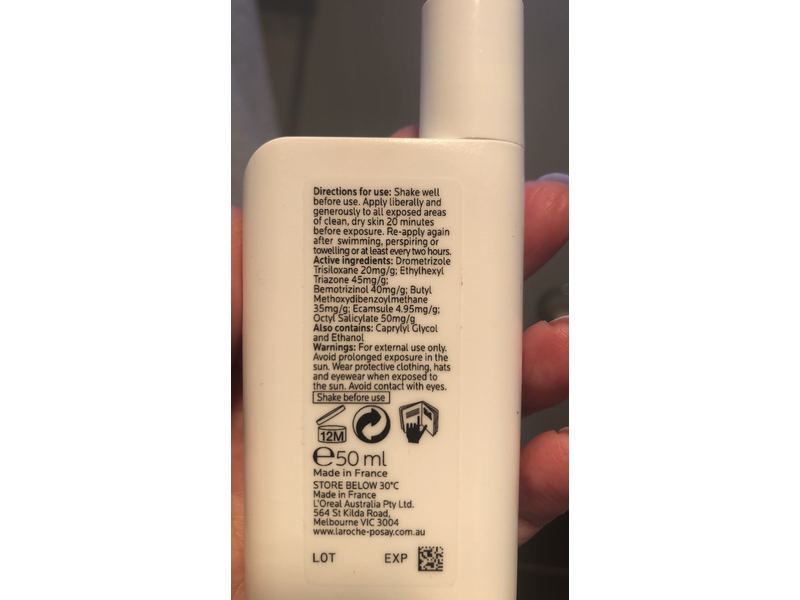 Directions for use: Shake well
before use. Apply liberally and
generously to all exposed areas
of clean, dry skin 20 minutes
before exposure. Re-apply again
after swimming, perspiring or
towelling or at least every two hours.
Active ingredients: Drometrizole
Trisiloxane 20mg/g; Ethylhexyl
Triazone 45mg/g;
Bemotrizinol 40mg/g; Butyl
Methoxydibenzoylmethane
35mg/g; Ecamsule 4.95mg/g;
Octyl Salicylate 50mg/g
Also contains: Caprylyl Glycol
and Ethanol
Warnings: For external use only.
Avoid prolonged exposure in the
sun. Wear protective clothing, hats
and eyewear when exposed to
the sun. Avoid contact with eyes.
Shake before use
12M
℮50 ml
Made in France
STORE BELOW 30°C
Made in France
L'Oreal Australia Pty Ltd.
564 St Kilda Road,
Melbourne VIC 3004
www.laroche-posay.com.au
LOT EXP